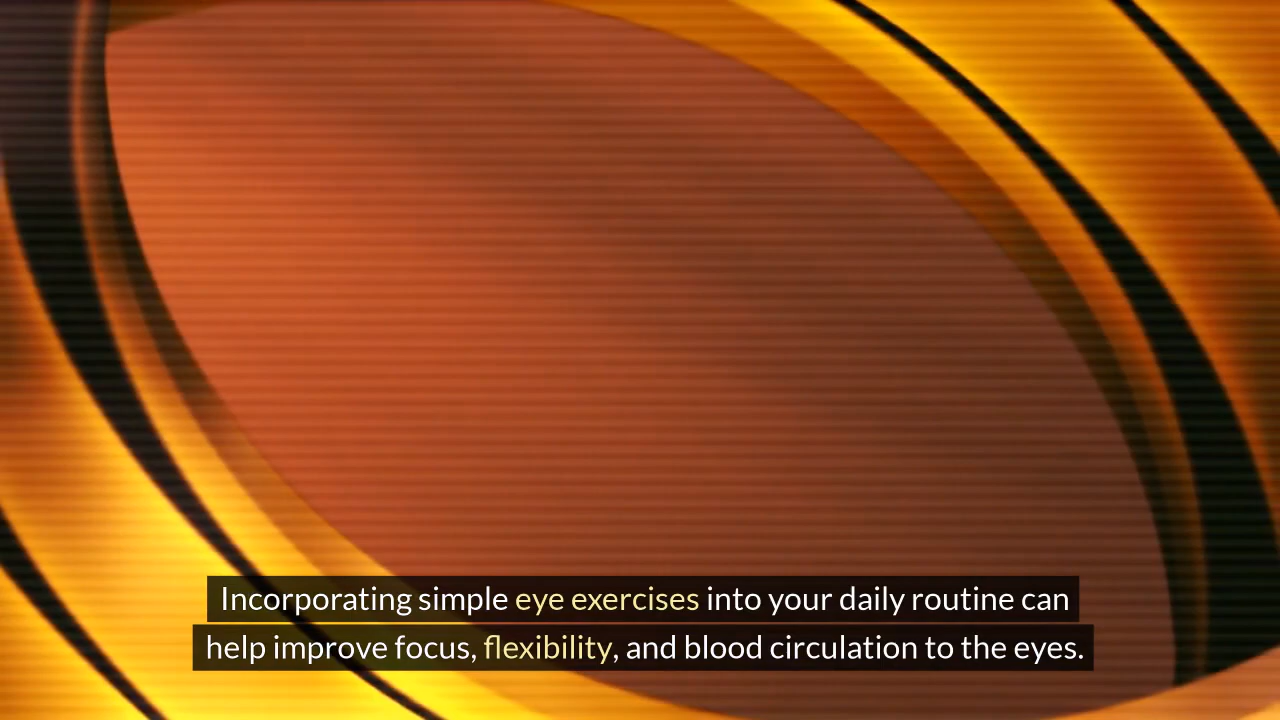 Incorporating simple eye exercises into your daily routine can
help improve focus, flexibility, and blood circulation to the eyes.